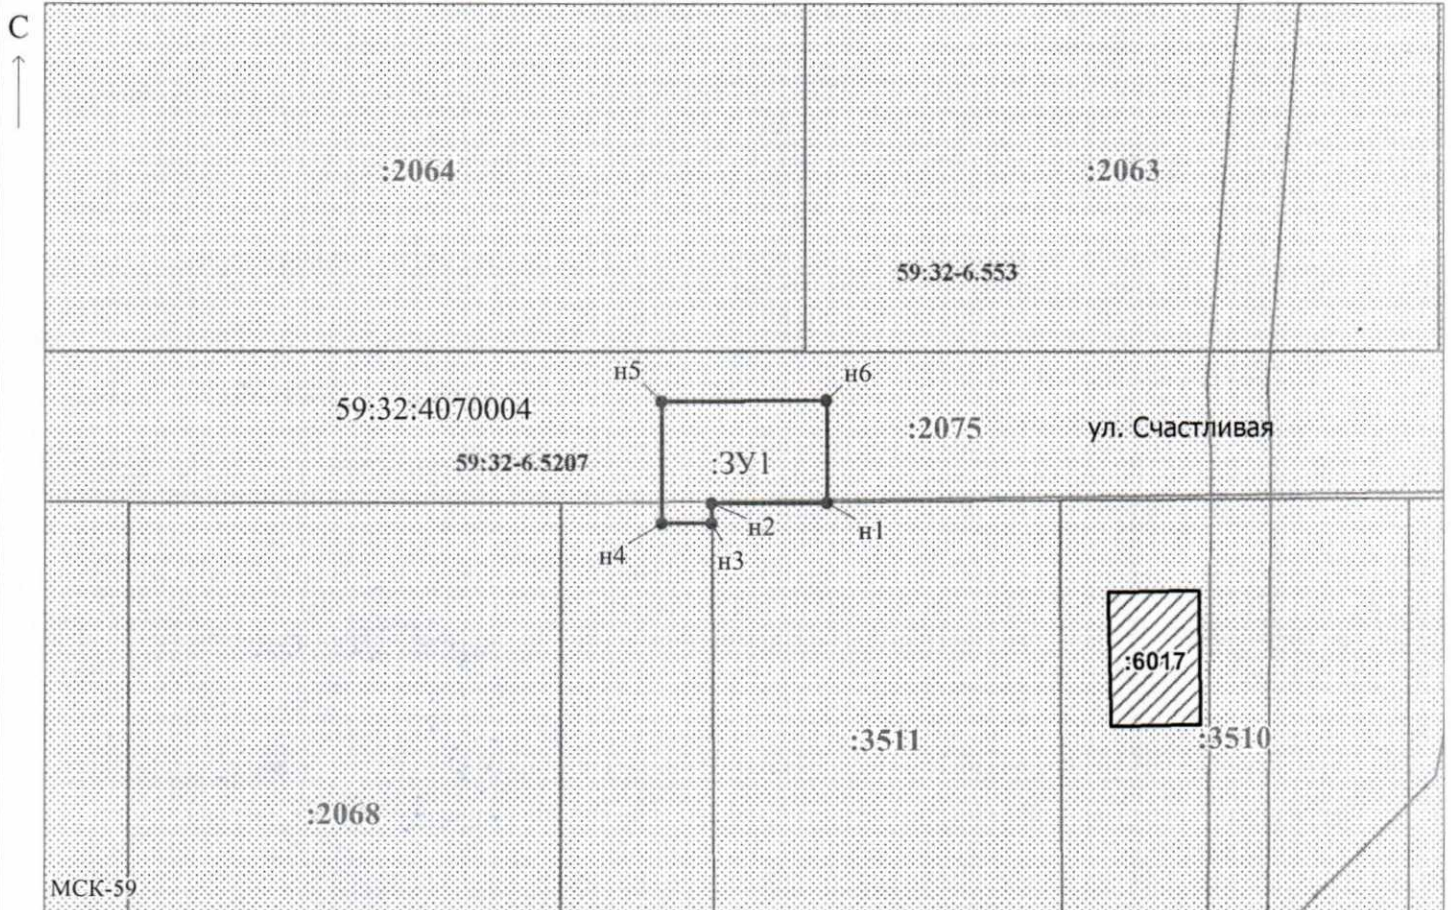 С
:2064
:2063
59:32-6.553
н5
н6
59:32:4070004
:2075
ул. Счастливая
59:32-6.5207
:ЗУ1
н2
н1
н4
н3
:6017
:3511
:3510
:2068
МСК-59